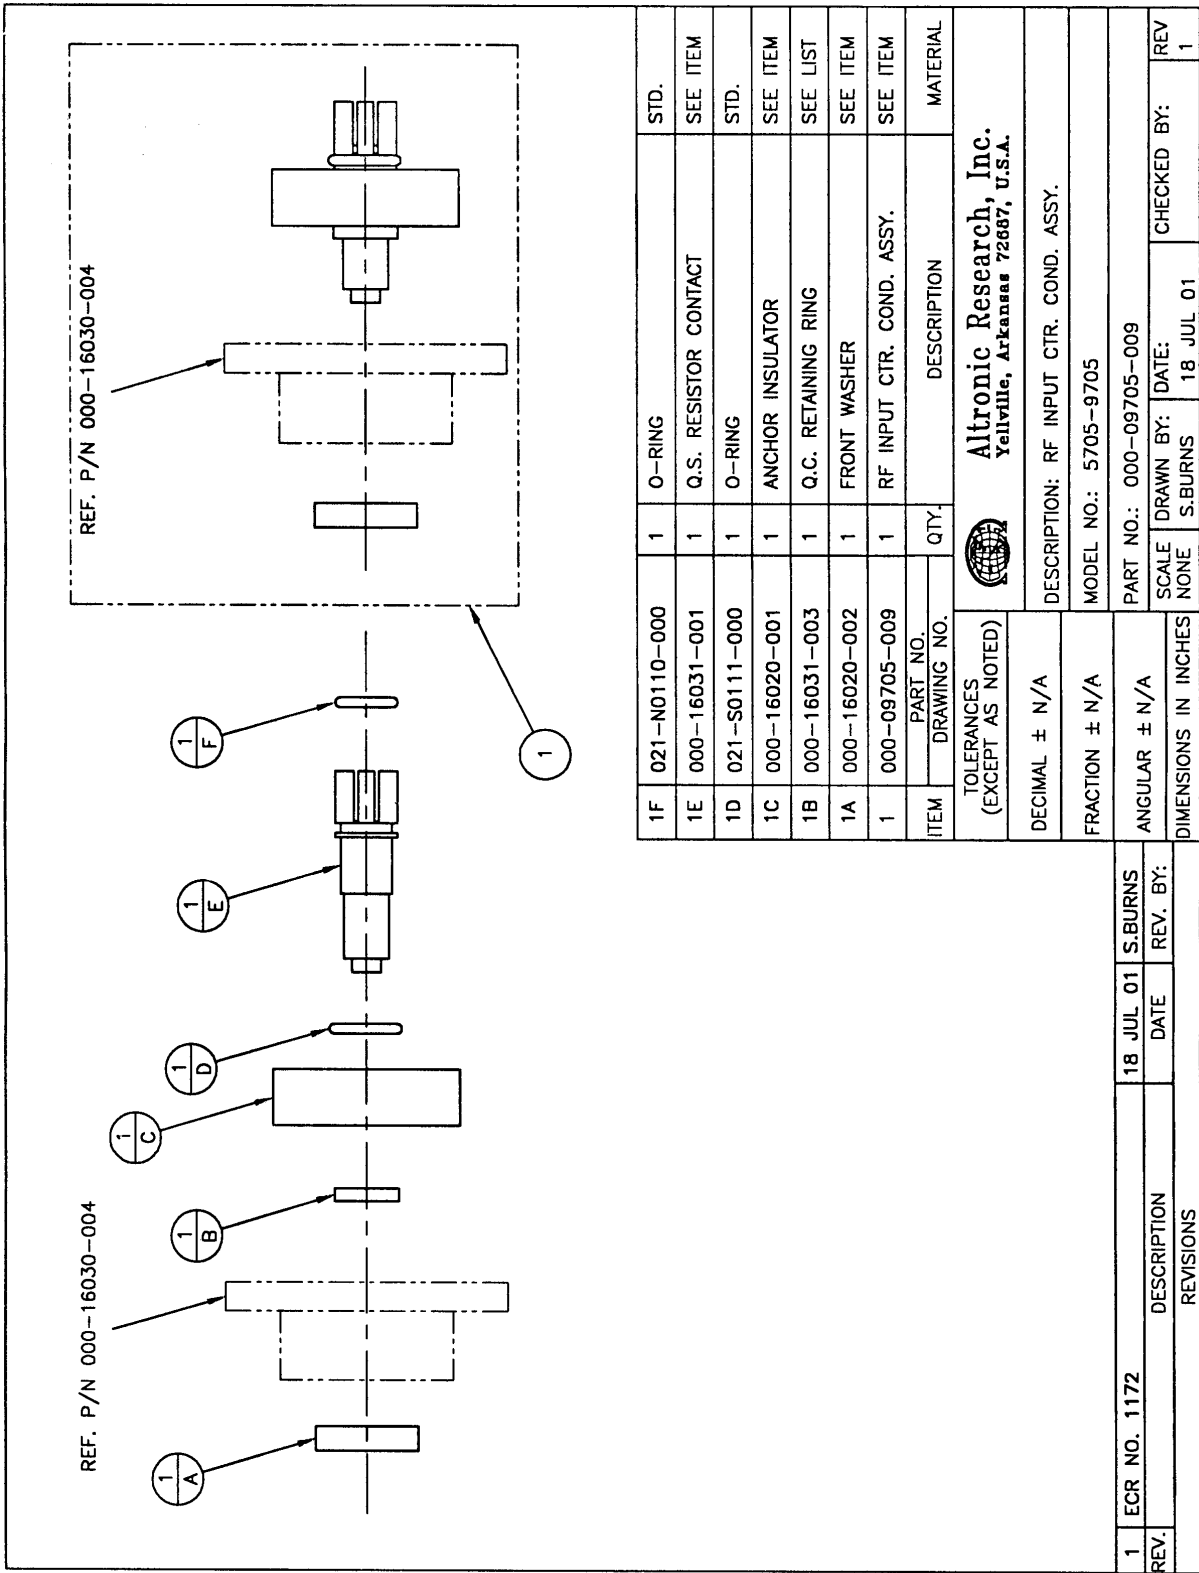 REF. P/N 000-16030-004
REF. P/N 000-16030-004
1
A
1
B
1
C
1
D
1
E
1
F
1
1F 021-N0110-000 1 O-RING STD.
1E 000-16031-001 1 Q.S. RESISTOR CONTACT SEE ITEM
1D 021-S0111-000 1 O-RING STD.
1C 000-16020-001 1 ANCHOR INSULATOR SEE ITEM
1B 000-16031-003 1 Q.C. RETAINING RING SEE LIST
1A 000-16020-002 1 FRONT WASHER SEE ITEM
1 000-09705-009 1 RF INPUT CTR. COND. ASSY. SEE ITEM
ITEM PART NO. QTY. DESCRIPTION MATERIAL
DRAWING NO.
TOLERANCES
(EXCEPT AS NOTED)
DECIMAL ± N/A
FRACTION ± N/A
ANGULAR ± N/A
DIMENSIONS IN INCHES
Altronic Research, Inc.
Yellville, Arkansas 72687, U.S.A.
DESCRIPTION: RF INPUT CTR. COND. ASSY.
MODEL NO.: 5705-9705
PART NO.: 000-09705-009
SCALE DRAWN BY: DATE: CHECKED BY: REV
NONE S.BURNS 18 JUL 01 1
1 ECR NO. 1172 18 JUL 01 S.BURNS
REV. DESCRIPTION DATE REV. BY:
REVISIONS